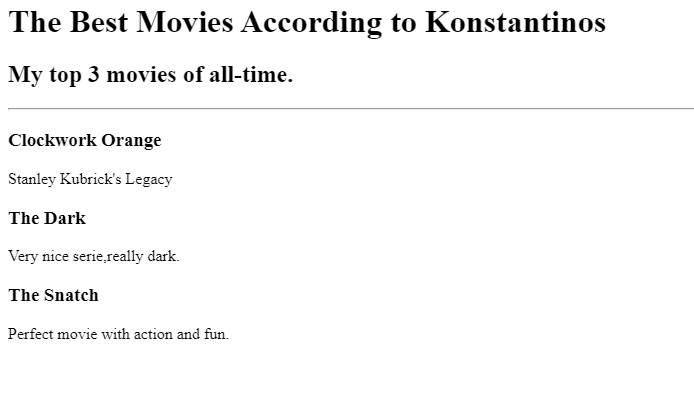 The Best Movies According to Konstantinos
My top 3 movies of all-time.
Clockwork Orange
Stanley Kubrick's Legacy
The Dark
Very nice serie,really dark.
The Snatch
Perfect movie with action and fun.